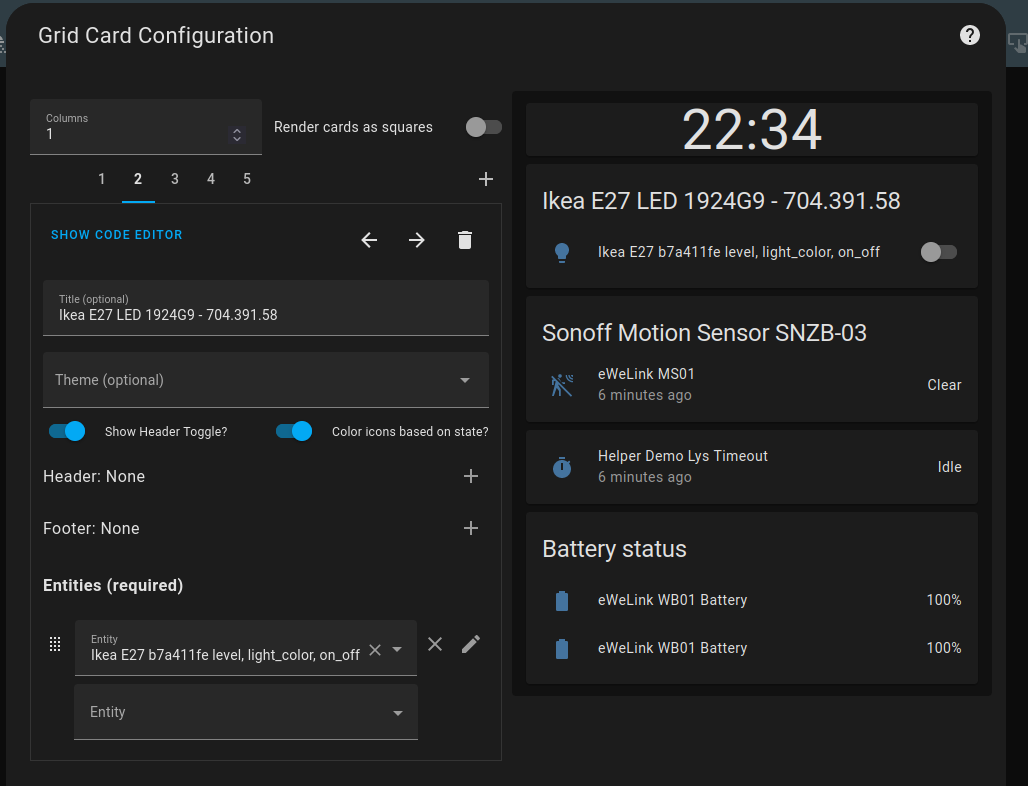 Grid Card Configuration
Columns
1
Render cards as squares
1 2 3 4 5
SHOW CODE EDITOR
Title (optional)
Ikea E27 LED 1924G9 - 704.391.58
Theme (optional)
Show Header Toggle?
Color icons based on state?
Header: None
Footer: None
Entities (required)
Entity
Ikea E27 b7a411fe level, light_color, on_off
Entity
22:34
Ikea E27 LED 1924G9 - 704.391.58
Ikea E27 b7a411fe level, light_color, on_off
Sonoff Motion Sensor SNZB-03
eWeLink MS01
6 minutes ago
Clear
Helper Demo Lys Timeout
6 minutes ago
Idle
Battery status
eWeLink WB01 Battery 100%
eWeLink WB01 Battery 100%